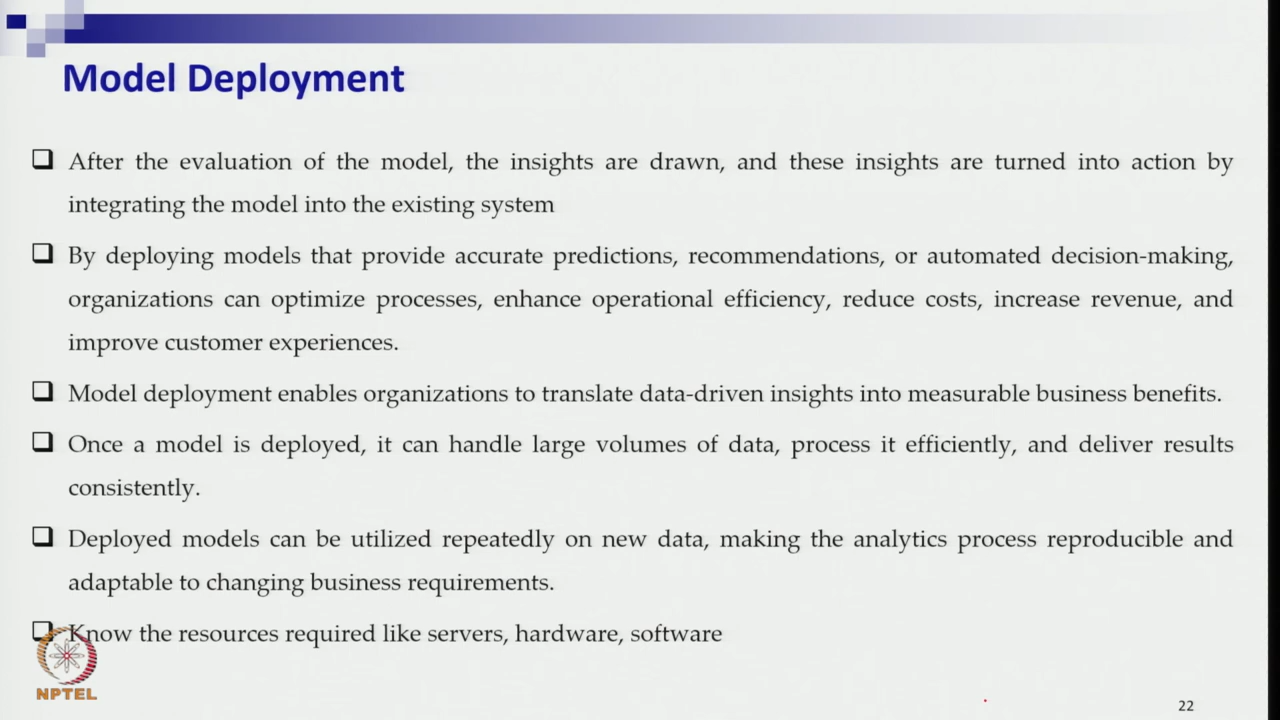 Model Deployment
After the evaluation of the model, the insights are drawn, and these insights are turned into action by
integrating the model into the existing system
By deploying models that provide accurate predictions, recommendations, or automated decision-making,
organizations can optimize processes, enhance operational efficiency, reduce costs, increase revenue, and
improve customer experiences.
Model deployment enables organizations to translate data-driven insights into measurable business benefits.
Once a model is deployed, it can handle large volumes of data, process it efficiently, and deliver results
consistently.
Deployed models can be utilized repeatedly on new data, making the analytics process reproducible and
adaptable to changing business requirements.
Know the resources required like servers, hardware, software
NPTEL
22